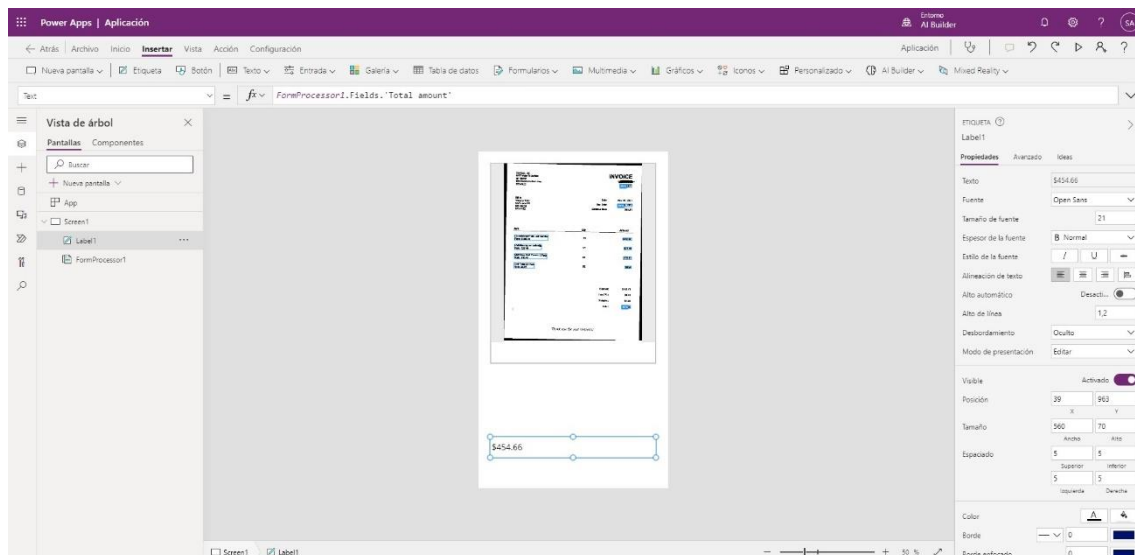 Power Apps | Aplicación
Entorno
AI Builder
SA
Atrás Archivo Inicio Insertar Vista Acción Configuración
Aplicación
Nueva pantalla Etiqueta Botón Texto Entrada Galería Tabla de datos Formularios Multimedia Gráficos Iconos Personalizado AI Builder Mixed Reality
Text = fx FormProcessor1.Fields.'Total amount'
Vista de árbol
Pantallas Componentes
Buscar
Nueva pantalla
App
Screen1
Label1
FormProcessor1
INVOICE
$454.66
ETIQUETA
Label1
Propiedades Avanzado Ideas
Texto $454.66
Fuente Open Sans
Tamaño de fuente 21
Espesor de la fuente B Normal
Estilo de la fuente
Alineación de texto
Alto automático Desacti...
Alto de línea 1,2
Desbordamiento Oculto
Modo de presentación Editar
Visible Activado
Posición 39 963
X Y
Tamaño 560 70
Ancho Alto
Espaciado 5 5
Superior Inferior
5 5
Izquierda Derecha
Color
Borde 0
Borde enfocado 0
Screen1 Label1
50 %